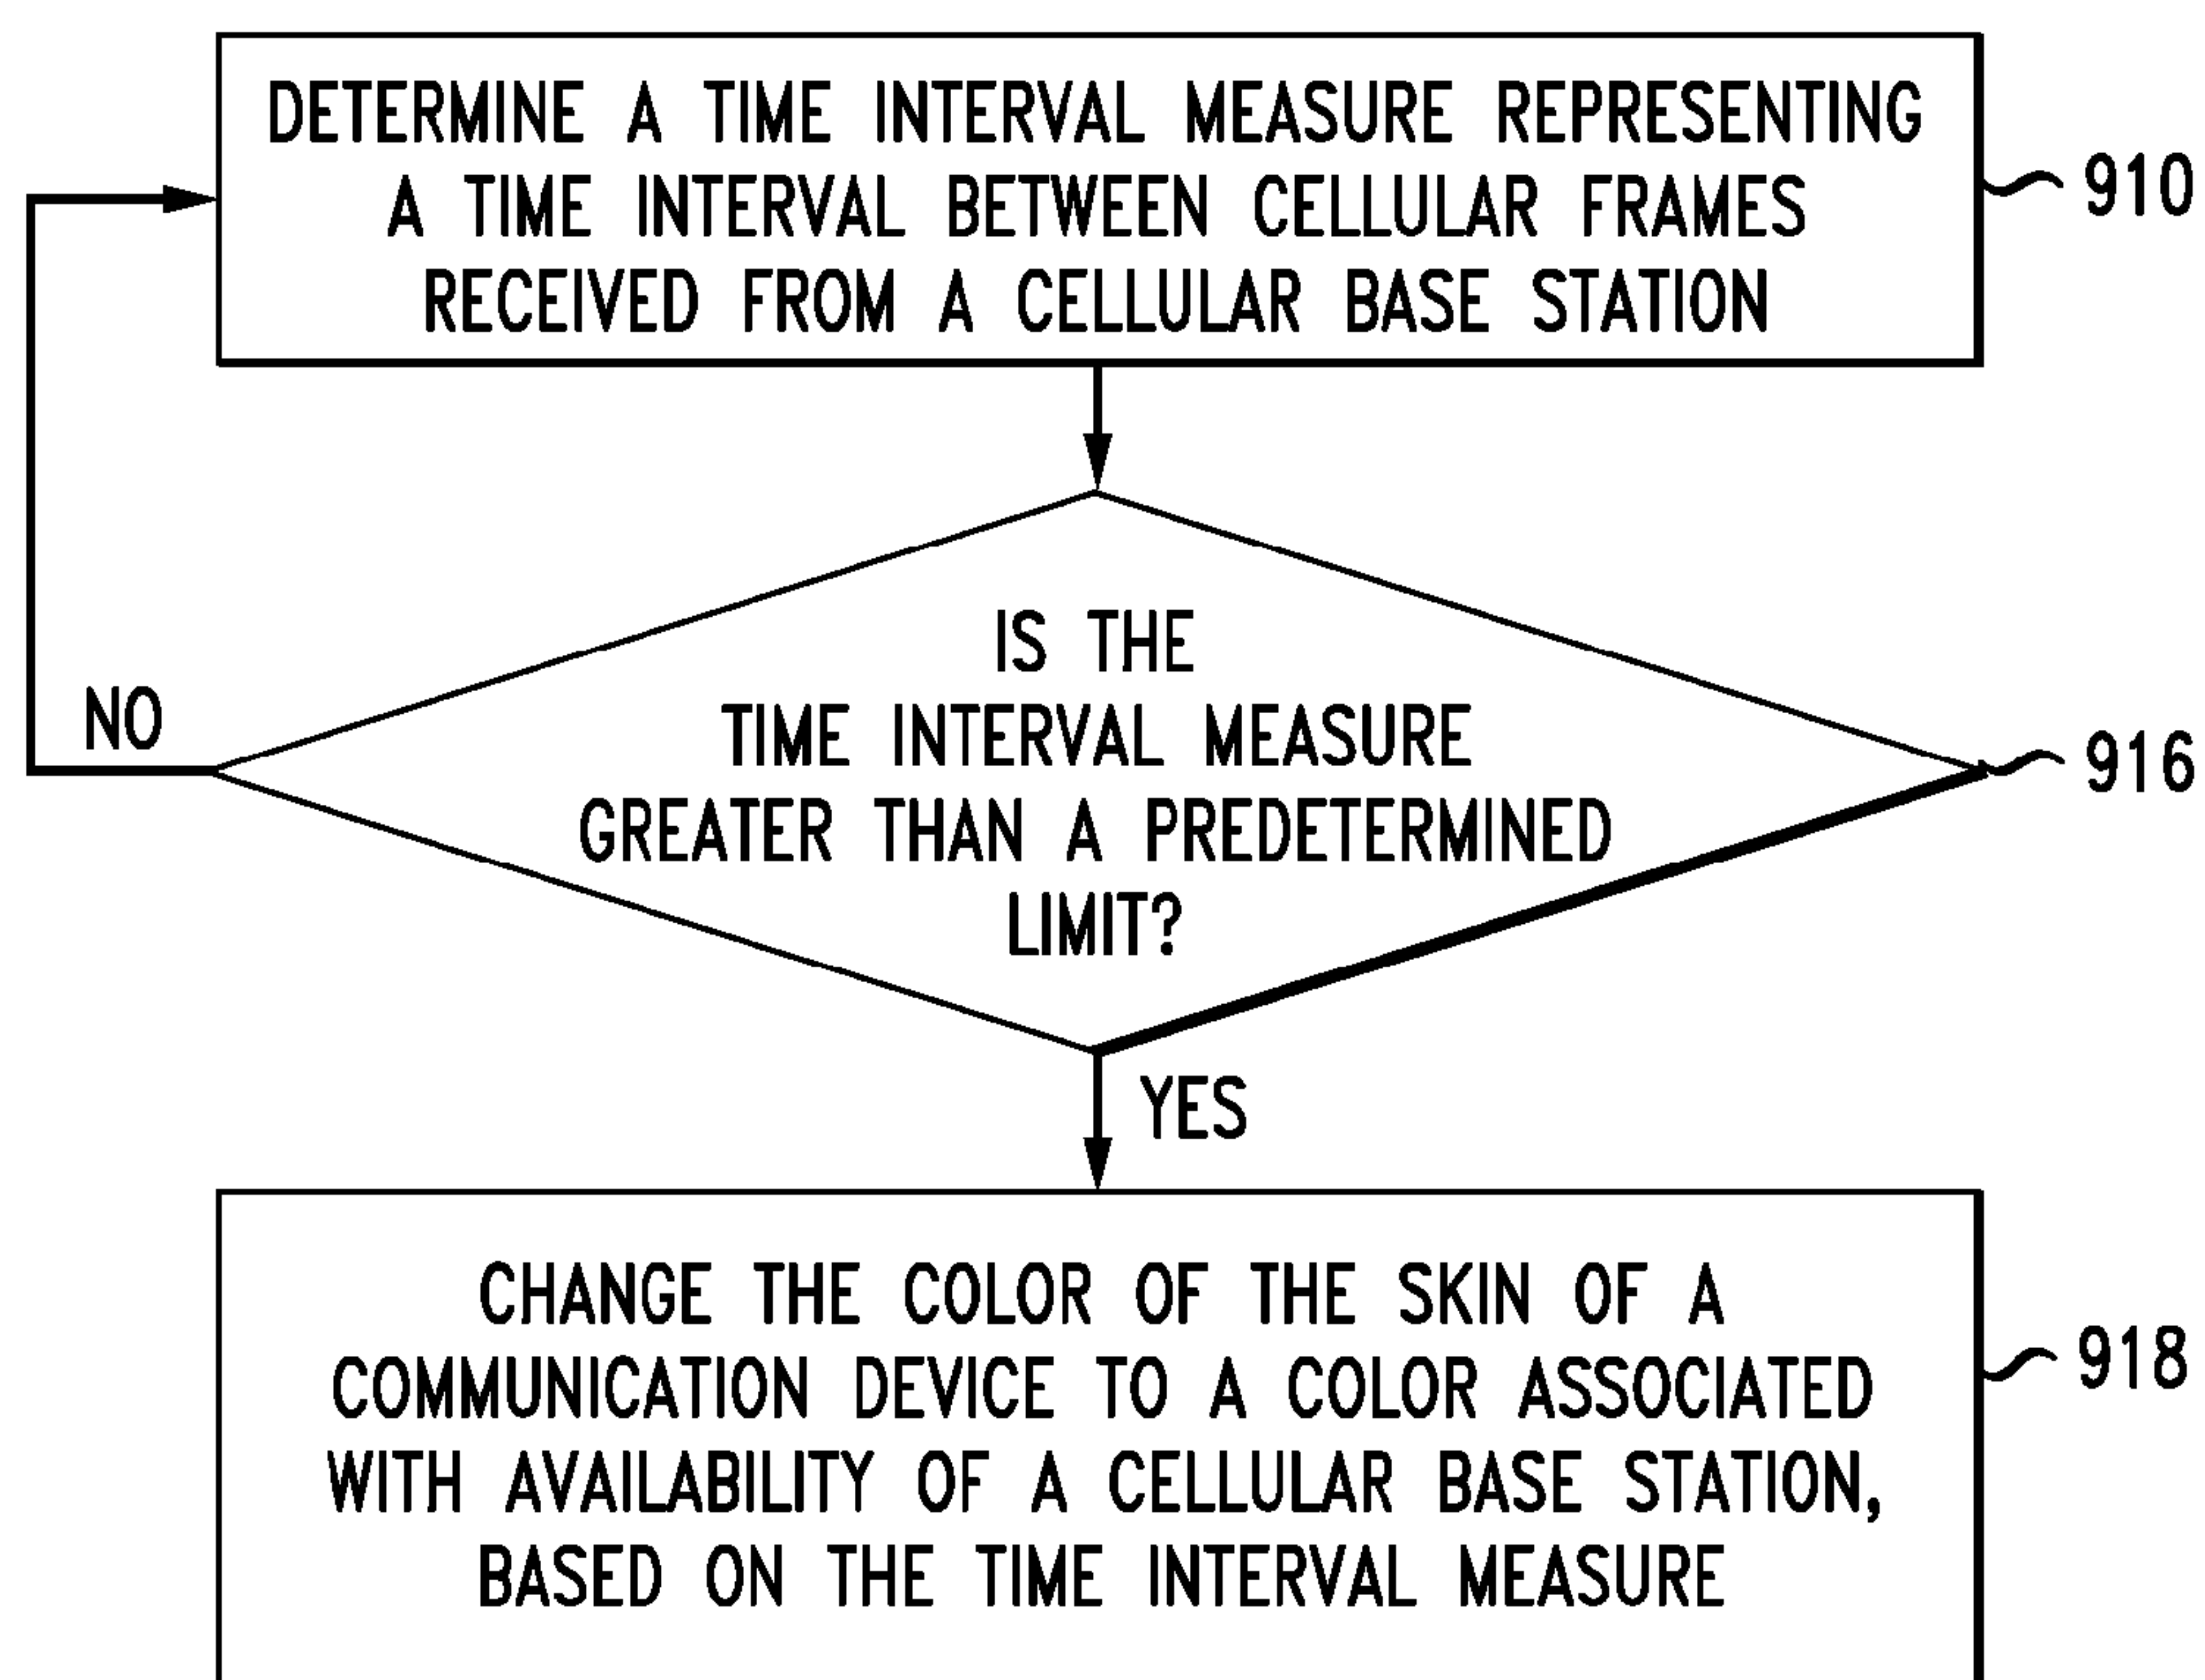 DETERMINE A TIME INTERVAL MEASURE REPRESENTING
A TIME INTERVAL BETWEEN CELLULAR FRAMES
RECEIVED FROM A CELLULAR BASE STATION
910
IS THE
TIME INTERVAL MEASURE
GREATER THAN A PREDETERMINED
LIMIT?
916
NO
YES
CHANGE THE COLOR OF THE SKIN OF A
COMMUNICATION DEVICE TO A COLOR ASSOCIATED
WITH AVAILABILITY OF A CELLULAR BASE STATION,
BASED ON THE TIME INTERVAL MEASURE
918